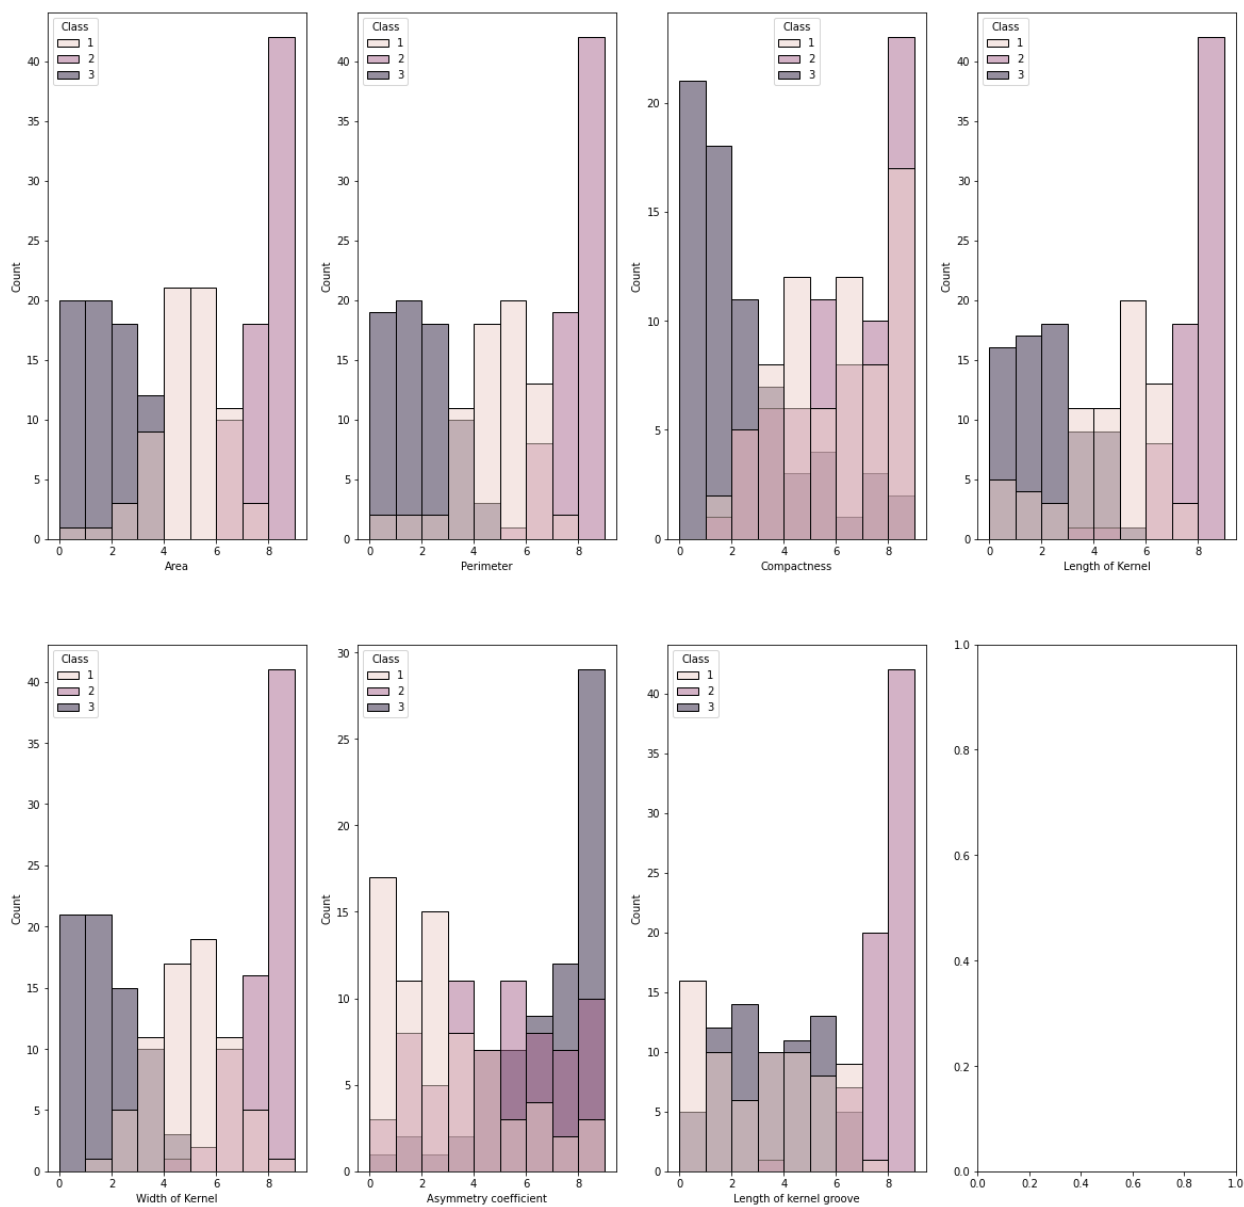 Class
1
2
3
40
35
30
25
20
15
10
5
0
Count
0 2 4 6 8
Area
Class
1
2
3
40
35
30
25
20
15
10
5
0
Count
0 2 4 6 8
Perimeter
Class
1
2
3
20
15
10
5
0
Count
0 2 4 6 8
Compactness
Class
1
2
3
40
35
30
25
20
15
10
5
0
Count
0 2 4 6 8
Length of Kernel
Class
1
2
3
40
35
30
25
20
15
10
5
0
Count
0 2 4 6 8
Width of Kernel
Class
1
2
3
30
25
20
15
10
5
0
Count
0 2 4 6 8
Asymmetry coefficient
Class
1
2
3
40
35
30
25
20
15
10
5
0
Count
0 2 4 6 8
Length of kernel groove
1.0
0.8
0.6
0.4
0.2
0.0
0.0 0.2 0.4 0.6 0.8 1.0